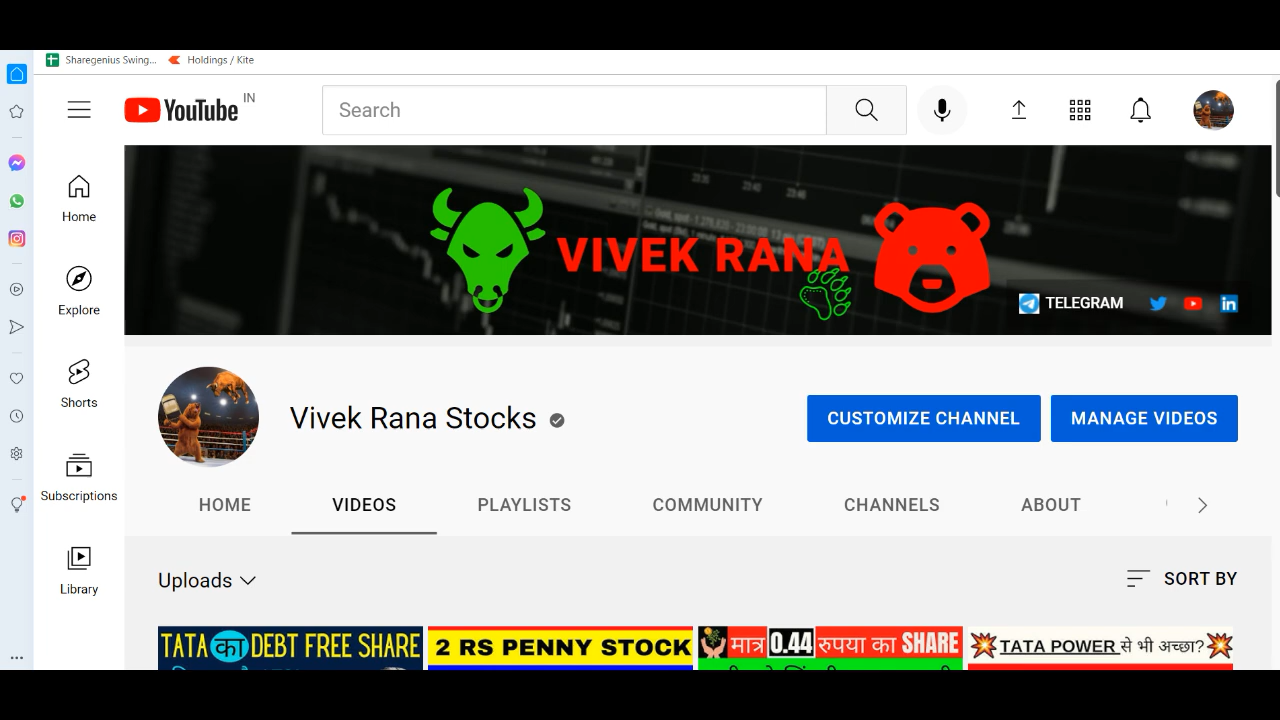 Sharegenius Swing... Holdings / Kite
YouTube IN
Search
Home
Explore
Shorts
Subscriptions
Library
VIVEK RANA
TELEGRAM
Vivek Rana Stocks
CUSTOMIZE CHANNEL
MANAGE VIDEOS
HOME VIDEOS PLAYLISTS COMMUNITY CHANNELS ABOUT
Uploads
SORT BY
TATA का DEBT FREE SHARE
2 RS PENNY STOCK
मात्र 0.44 रुपया का SHARE
TATA POWER से भी अच्छा?